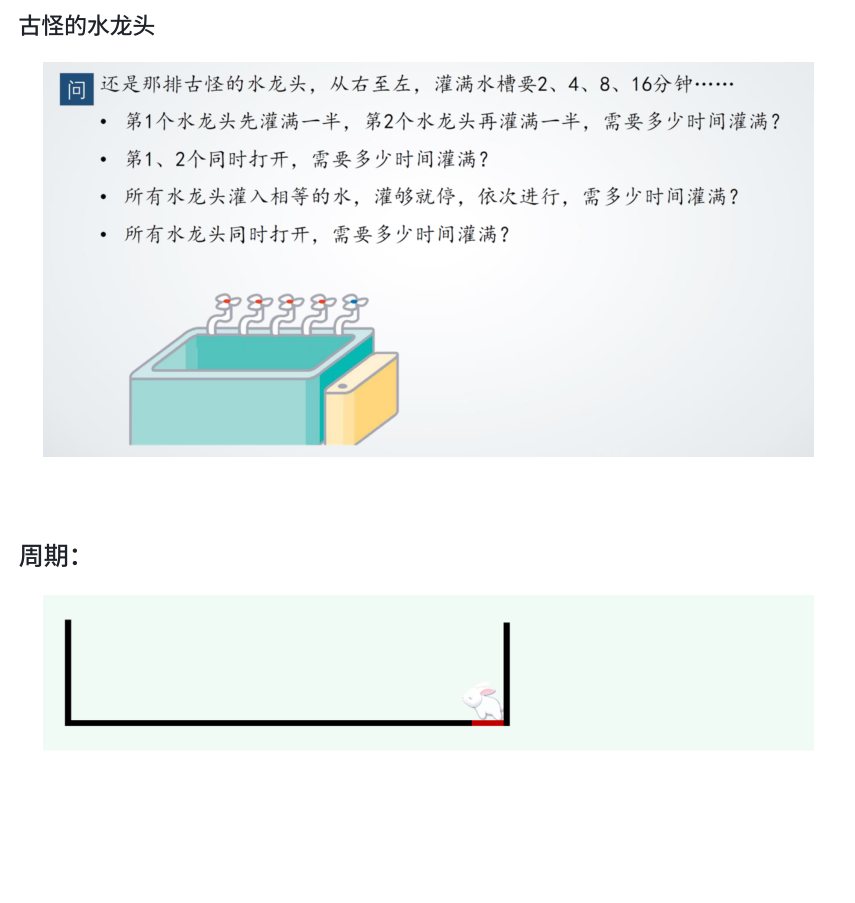 古怪的水龙头
问 还是那排古怪的水龙头，从右至左，灌满水槽要2、4、8、16分钟……
• 第1个水龙头先灌满一半，第2个水龙头再灌满一半，需要多少时间灌满？
• 第1、2个同时打开，需要多少时间灌满？
• 所有水龙头灌入相等的水，灌够就停，依次进行，需多少时间灌满？
• 所有水龙头同时打开，需要多少时间灌满？
周期：